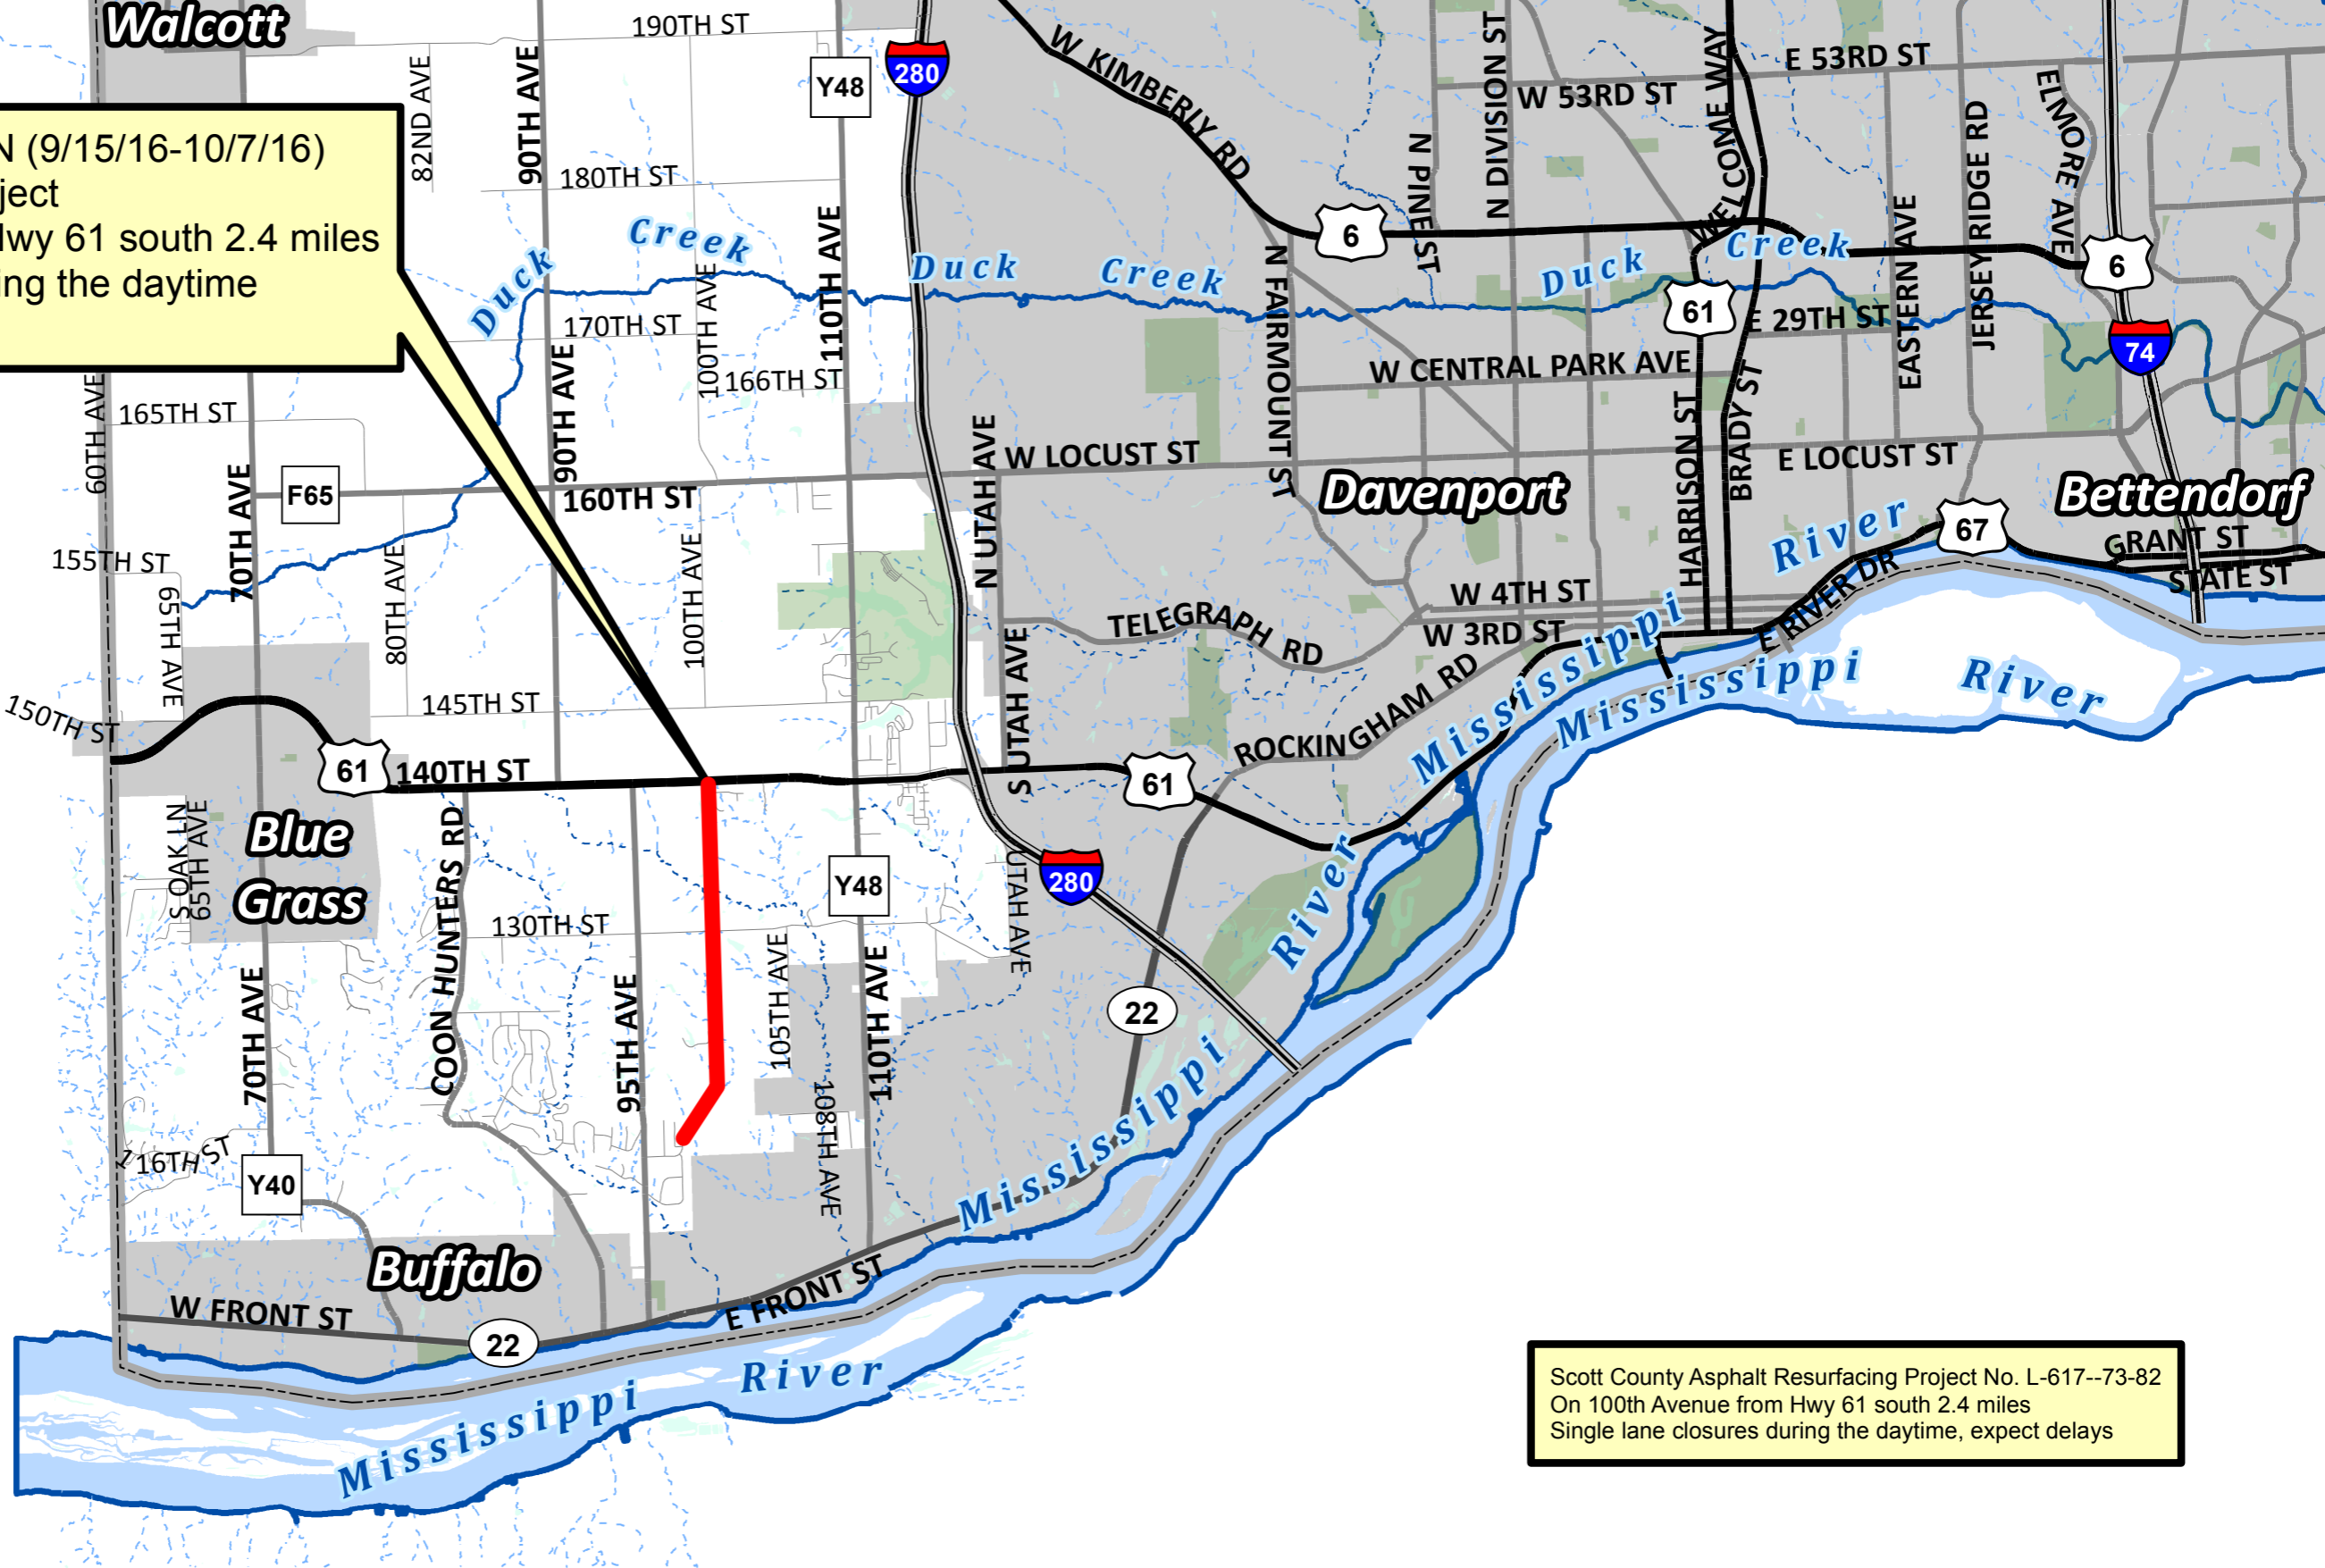 Walcott
190TH ST
82ND AVE
90TH AVE
Y48
280
W KIMBERLY RD
N DIVISION ST
WELCOME WAY
E 53RD ST
W 53RD ST
N PINE ST
JERSEY RIDGE RD
ELMORE AVE
N (9/15/16-10/7/16)
ject
Hwy 61 south 2.4 miles
ing the daytime
180TH ST
110TH AVE
Duck Creek
Duck Creek
Duck Creek
6
6
EASTERN AVE
N FAIRMOUNT ST
61
E 29TH ST
74
170TH ST
100TH AVE
166TH ST
W CENTRAL PARK AVE
60TH AVE
165TH ST
90TH AVE
HARRISON ST
BRADY ST
70TH AVE
F65
160TH ST
N UTAH AVE
W LOCUST ST
E LOCUST ST
Davenport
Bettendorf
67
GRANT ST
STATE ST
155TH ST
65TH AVE
80TH AVE
100TH AVE
W 4TH ST
W 3RD ST
TELEGRAPH RD
E RIVER DR
Mississippi River
Mississippi River
150TH ST
145TH ST
S UTAH AVE
ROCKINGHAM RD
61
140TH ST
61
S OAK LN
65TH AVE
Blue
Grass
COON HUNTERS RD
Y48
280
UTAH AVE
130TH ST
70TH AVE
95TH AVE
105TH AVE
110TH AVE
22
Mississippi River
108TH AVE
116TH ST
Y40
Buffalo
W FRONT ST
22
E FRONT ST
Mississippi River
Scott County Asphalt Resurfacing Project No. L-617--73-82
On 100th Avenue from Hwy 61 south 2.4 miles
Single lane closures during the daytime, expect delays